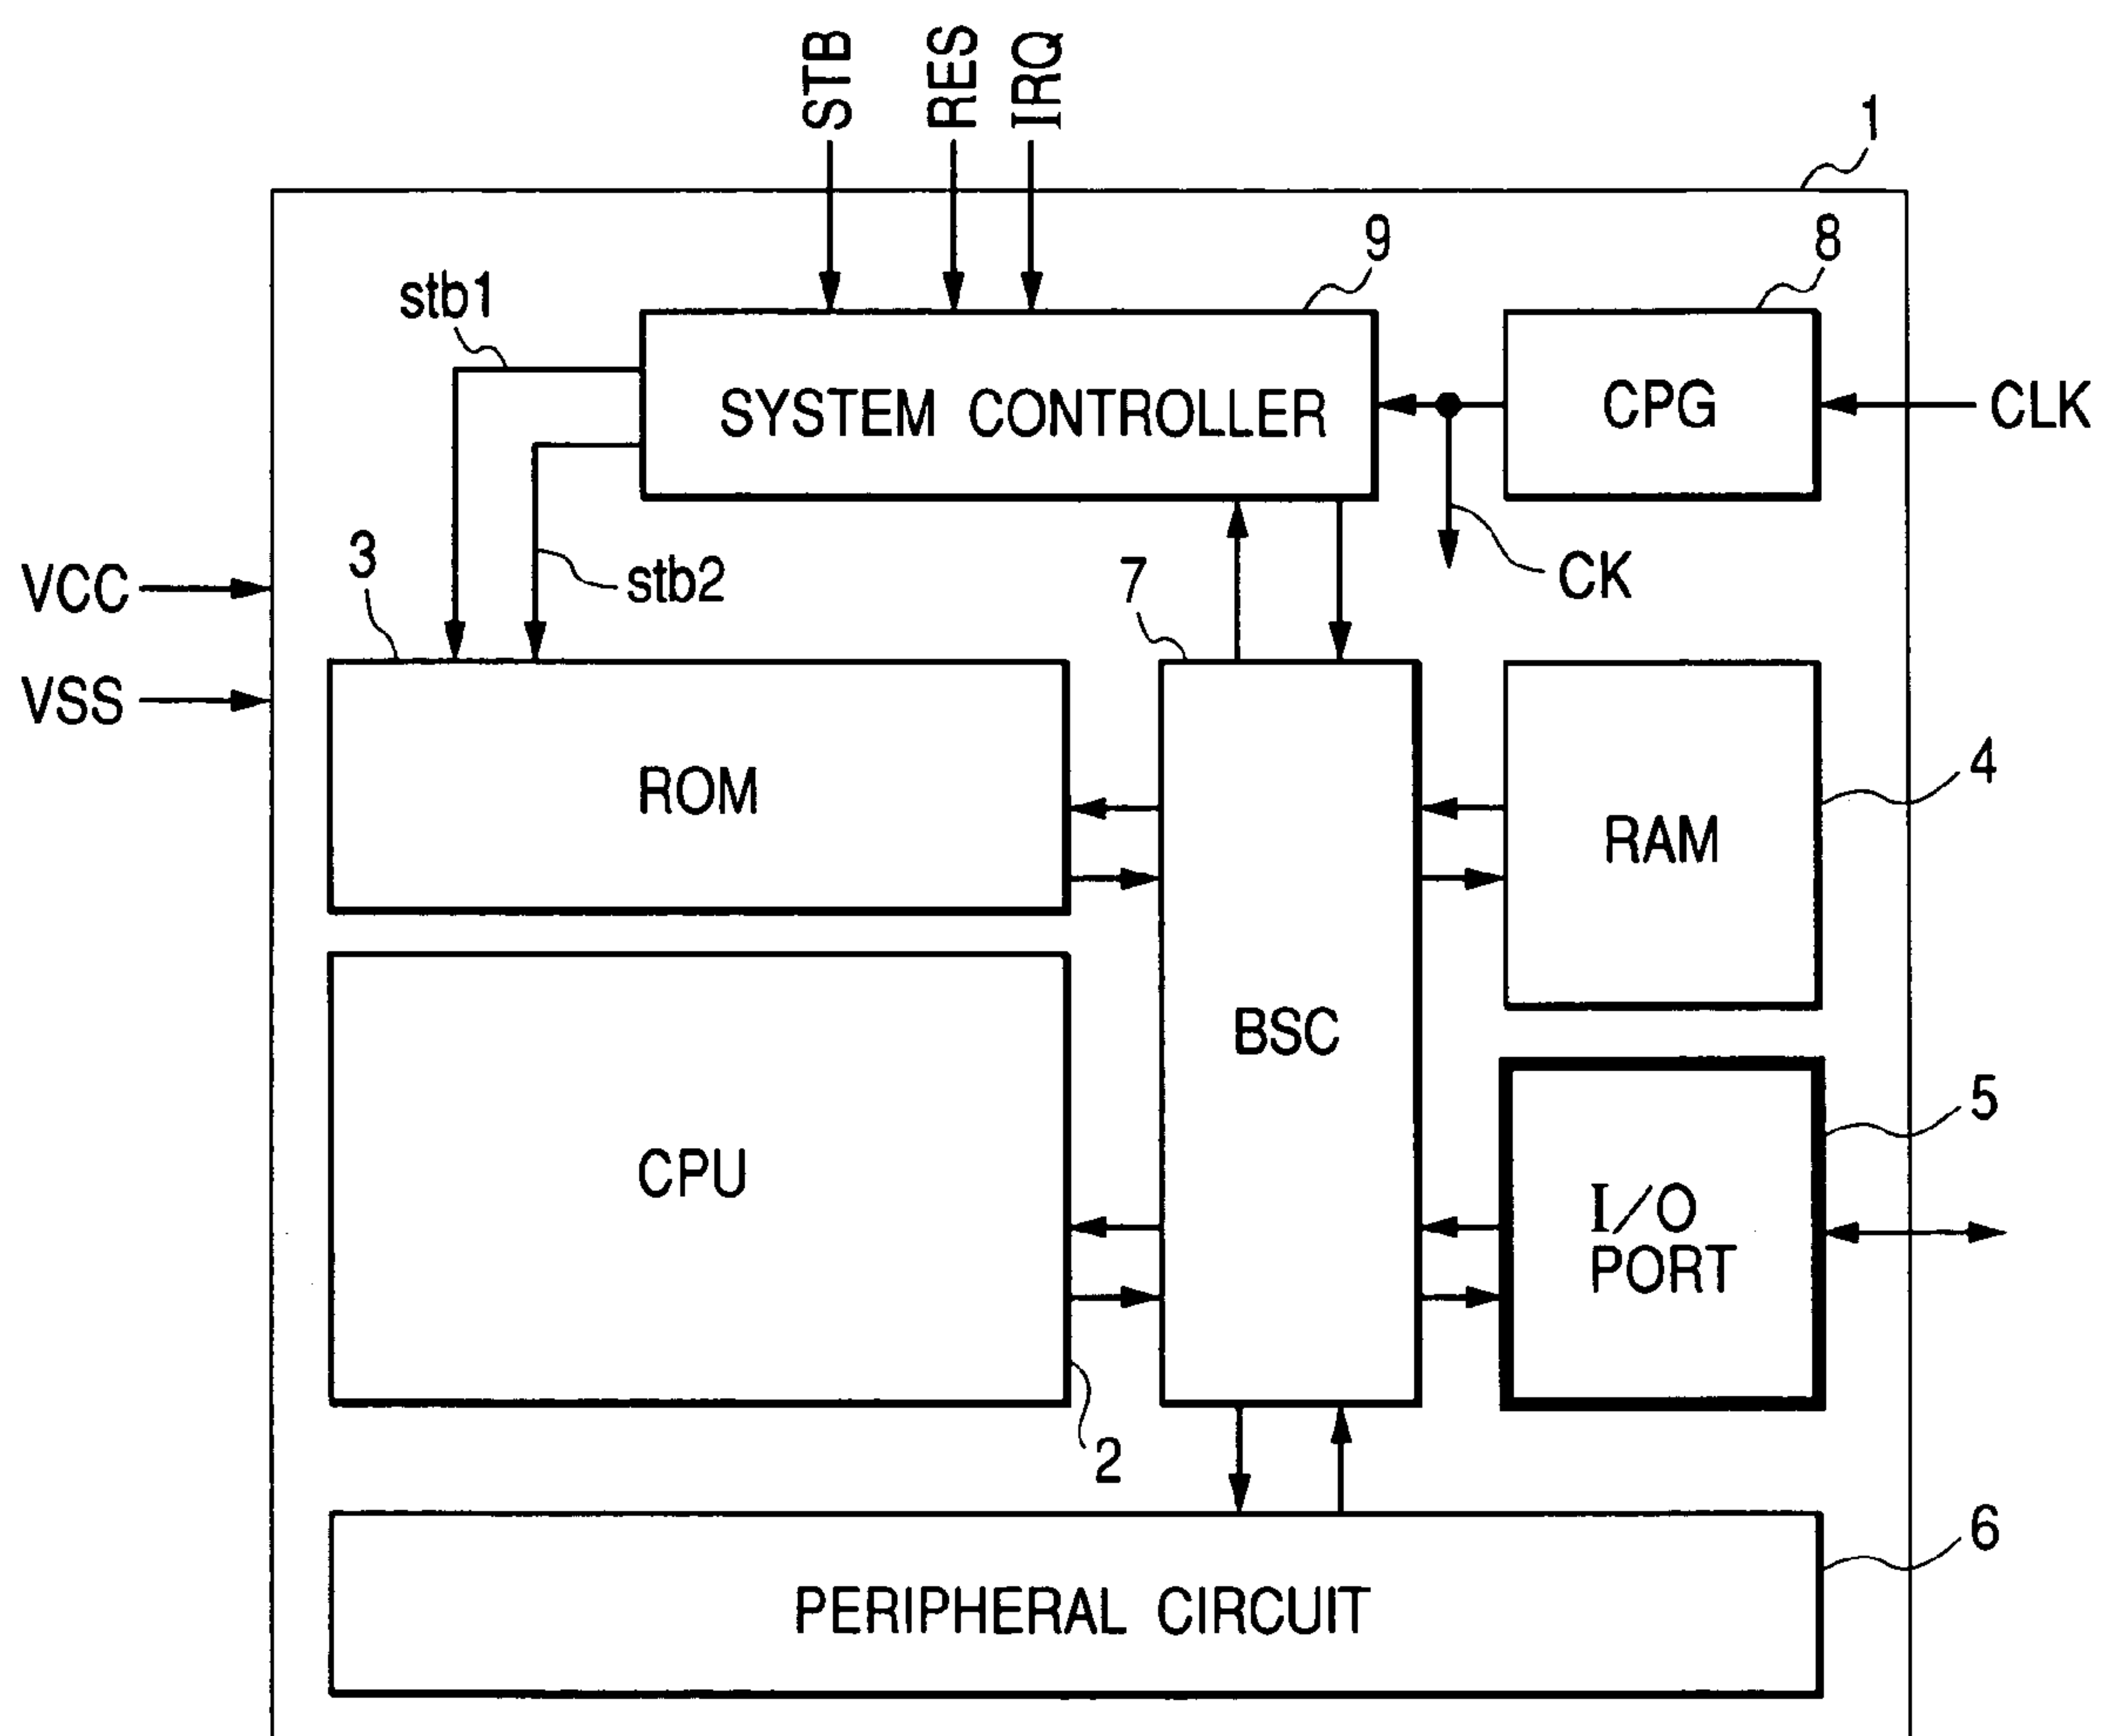 STB
RES
IRQ
1
9
8
stb1
SYSTEM CONTROLLER
CPG
CLK
3
VCC
stb2
7
CK
VSS
ROM
4
RAM
BSC
5
CPU
I/O
PORT
2
6
PERIPHERAL CIRCUIT